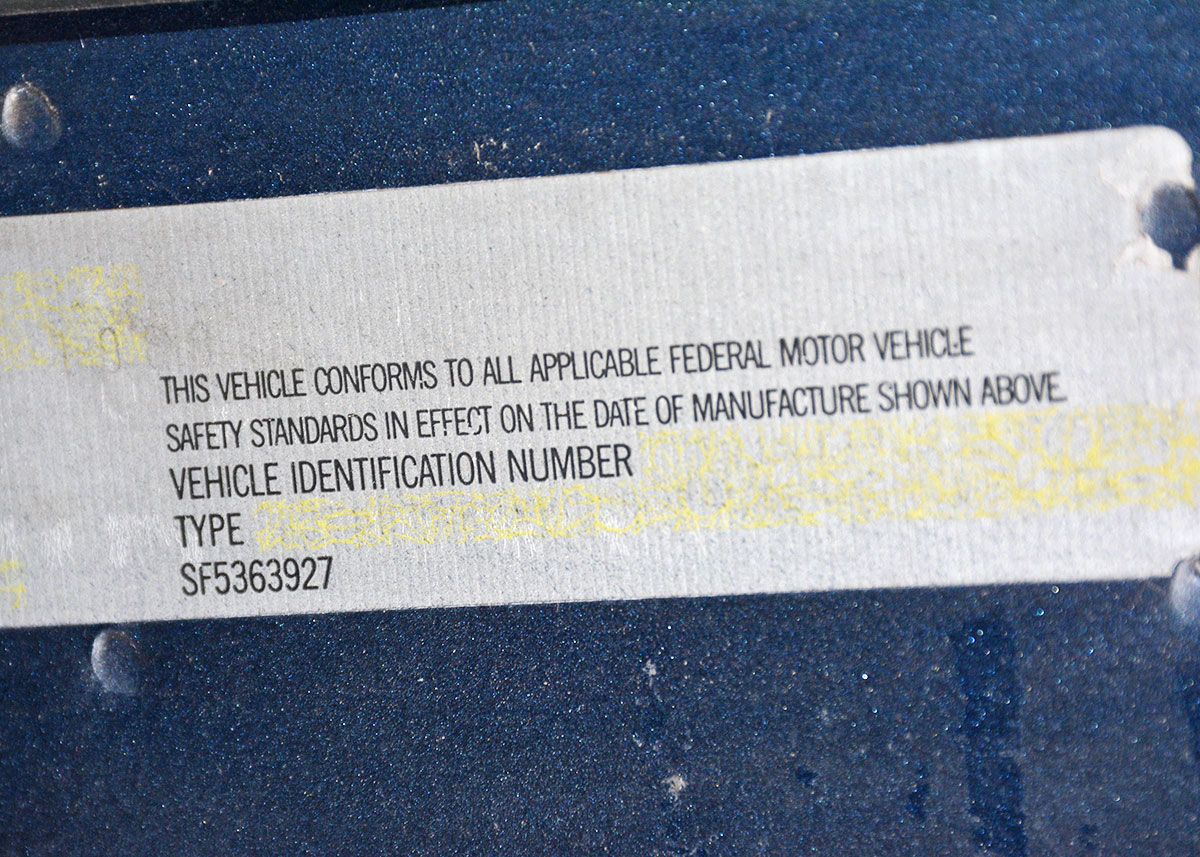 THIS VEHICLE CONFORMS TO ALL APPLICABLE FEDERAL MOTOR VEHICLE
SAFETY STANDARDS IN EFFECT ON THE DATE OF MANUFACTURE SHOWN ABOVE.
VEHICLE IDENTIFICATION NUMBER
TYPE
SF5363927